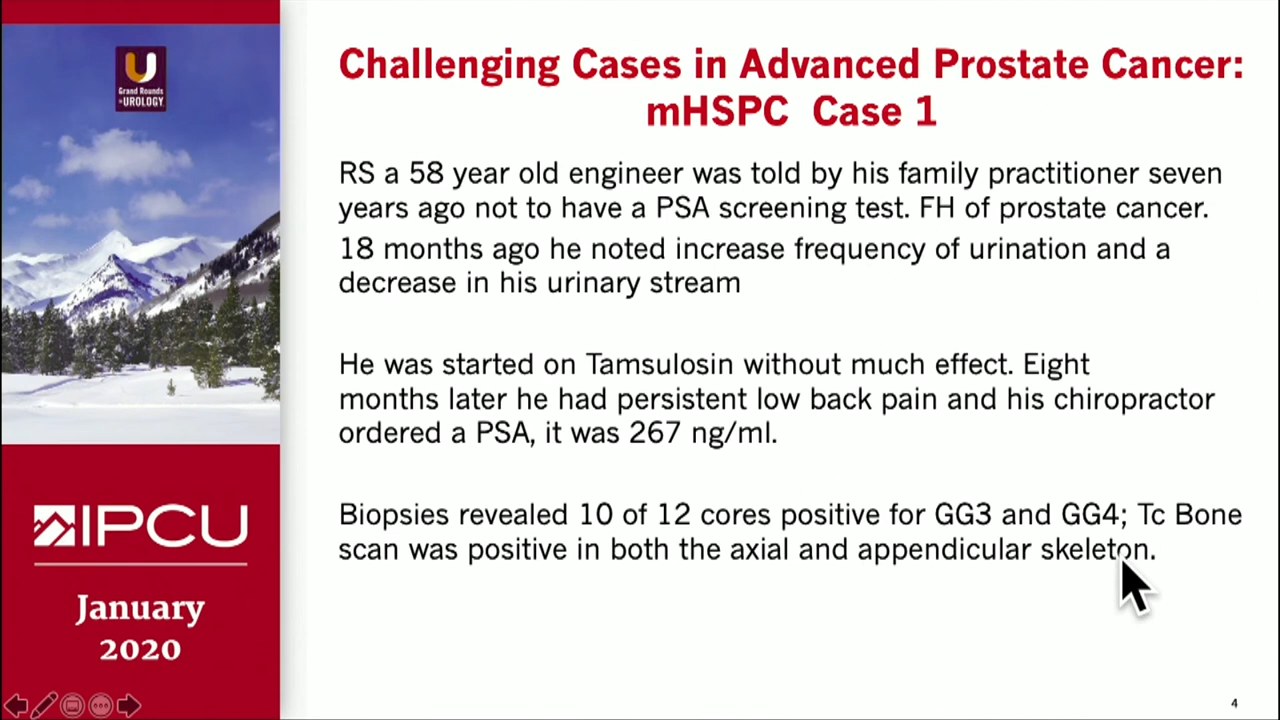 U
Grand Rounds
in UROLOGY
Challenging Cases in Advanced Prostate Cancer:
mHSPC Case 1
RS a 58 year old engineer was told by his family practitioner seven
years ago not to have a PSA screening test. FH of prostate cancer.
18 months ago he noted increase frequency of urination and a
decrease in his urinary stream
He was started on Tamsulosin without much effect. Eight
months later he had persistent low back pain and his chiropractor
ordered a PSA, it was 267 ng/ml.
Biopsies revealed 10 of 12 cores positive for GG3 and GG4; Tc Bone
scan was positive in both the axial and appendicular skeleton.
IPCU
January
2020
4